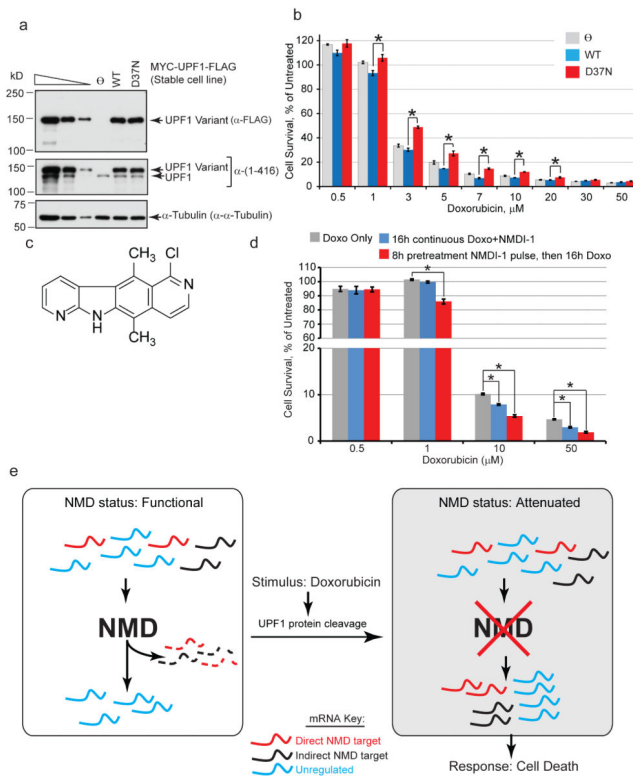 a
kD
Θ
WT
D37N
MYC-UPF1-FLAG
(Stable cell line)
250
150
100
UPF1 Variant (α-FLAG)
150
100
UPF1 Variant
UPF1
α-(1-416)
75
50
α-Tubulin (α-α-Tubulin)
b
Cell Survival, % of Untreated
120
100
80
60
40
20
0
Θ
WT
D37N
*
*
*
*
*
*
0.5 1 3 5 7 10 20 30 50
Doxorubicin, μM
c
CH3
Cl
N
N
N
H
CH3
d
Doxo Only
16h continuous Doxo+NMDI-1
8h pretreatment NMDI-1 pulse, then 16h Doxo
Cell Survival, % of Untreated
100
90
80
70
60
20
10
0
*
*
*
*
*
0.5 1 10 50
Doxorubicin (μM)
e
NMD status: Functional
NMD
Stimulus: Doxorubicin
UPF1 protein cleavage
NMD status: Attenuated
NMD
mRNA Key:
Direct NMD target
Indirect NMD target
Unregulated
Response: Cell Death